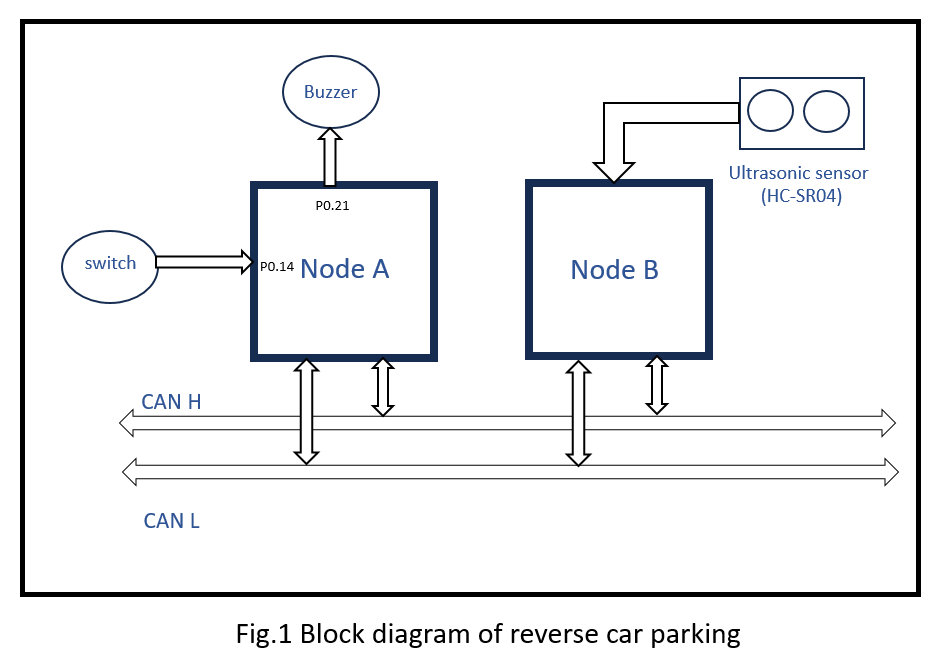 Buzzer
Ultrasonic sensor
(HC-SR04)
P0.21
switch
P0.14
Node A
Node B
CAN H
CAN L
Fig.1 Block diagram of reverse car parking